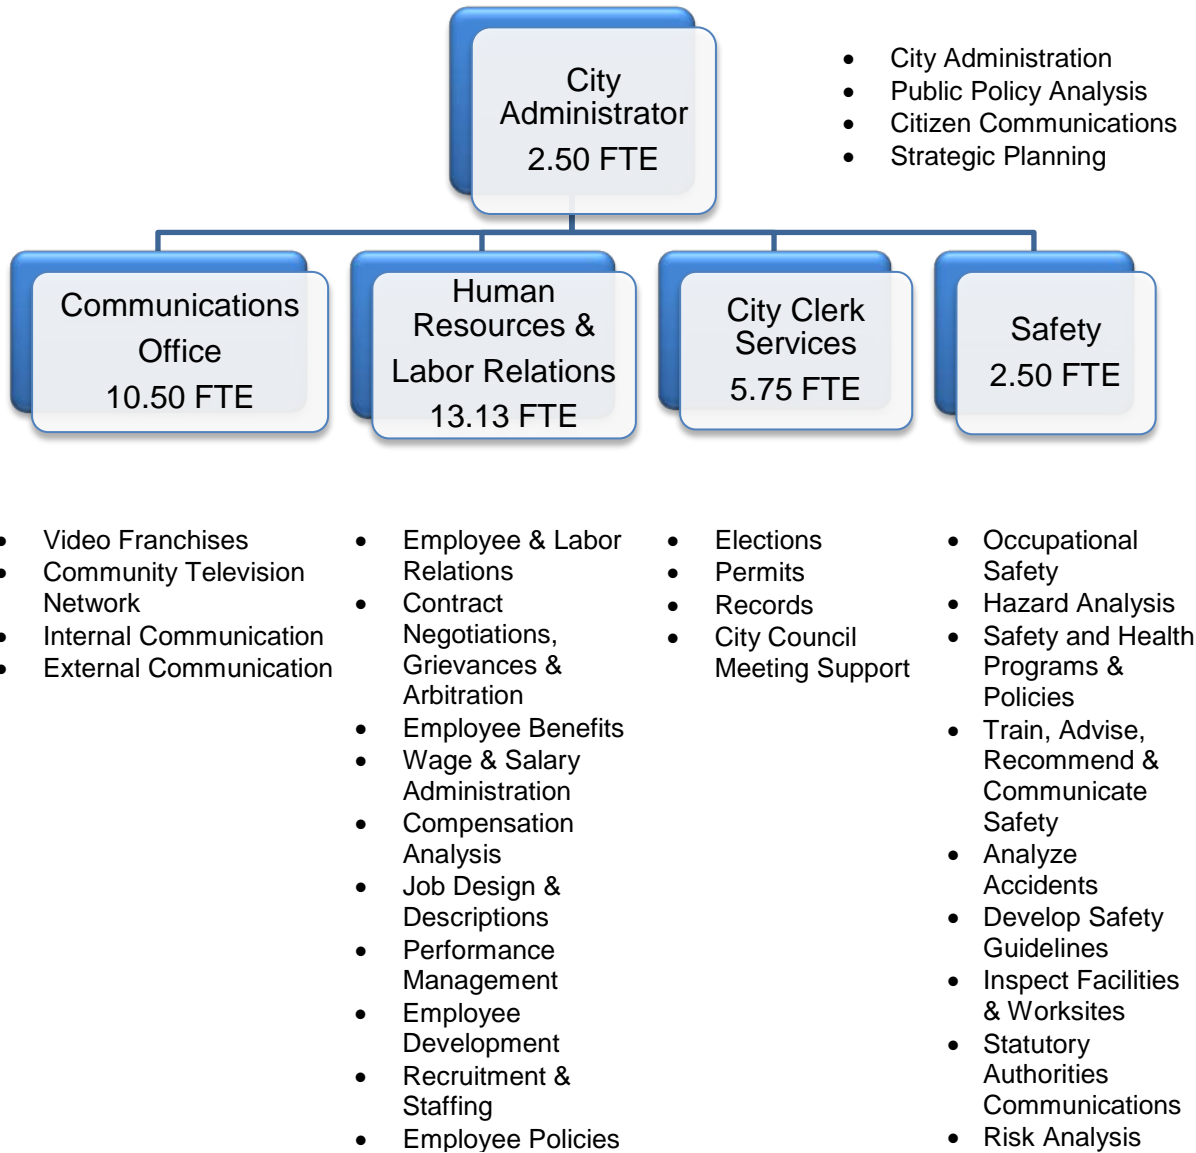 City
Administrator
2.50 FTE
• City Administration
• Public Policy Analysis
• Citizen Communications
• Strategic Planning
Communications
Office
10.50 FTE
Human
Resources &
Labor Relations
13.13 FTE
City Clerk
Services
5.75 FTE
Safety
2.50 FTE
• Video Franchises
• Community Television
Network
• Internal Communication
• External Communication
• Employee & Labor
Relations
• Contract
Negotiations,
Grievances &
Arbitration
• Employee Benefits
• Wage & Salary
Administration
• Compensation
Analysis
• Job Design &
Descriptions
• Performance
Management
• Employee
Development
• Recruitment &
Staffing
• Employee Policies
• Elections
• Permits
• Records
• City Council
Meeting Support
• Occupational
Safety
• Hazard Analysis
• Safety and Health
Programs &
Policies
• Train, Advise,
Recommend &
Communicate
Safety
• Analyze
Accidents
• Develop Safety
Guidelines
• Inspect Facilities
& Worksites
• Statutory
Authorities
Communications
• Risk Analysis